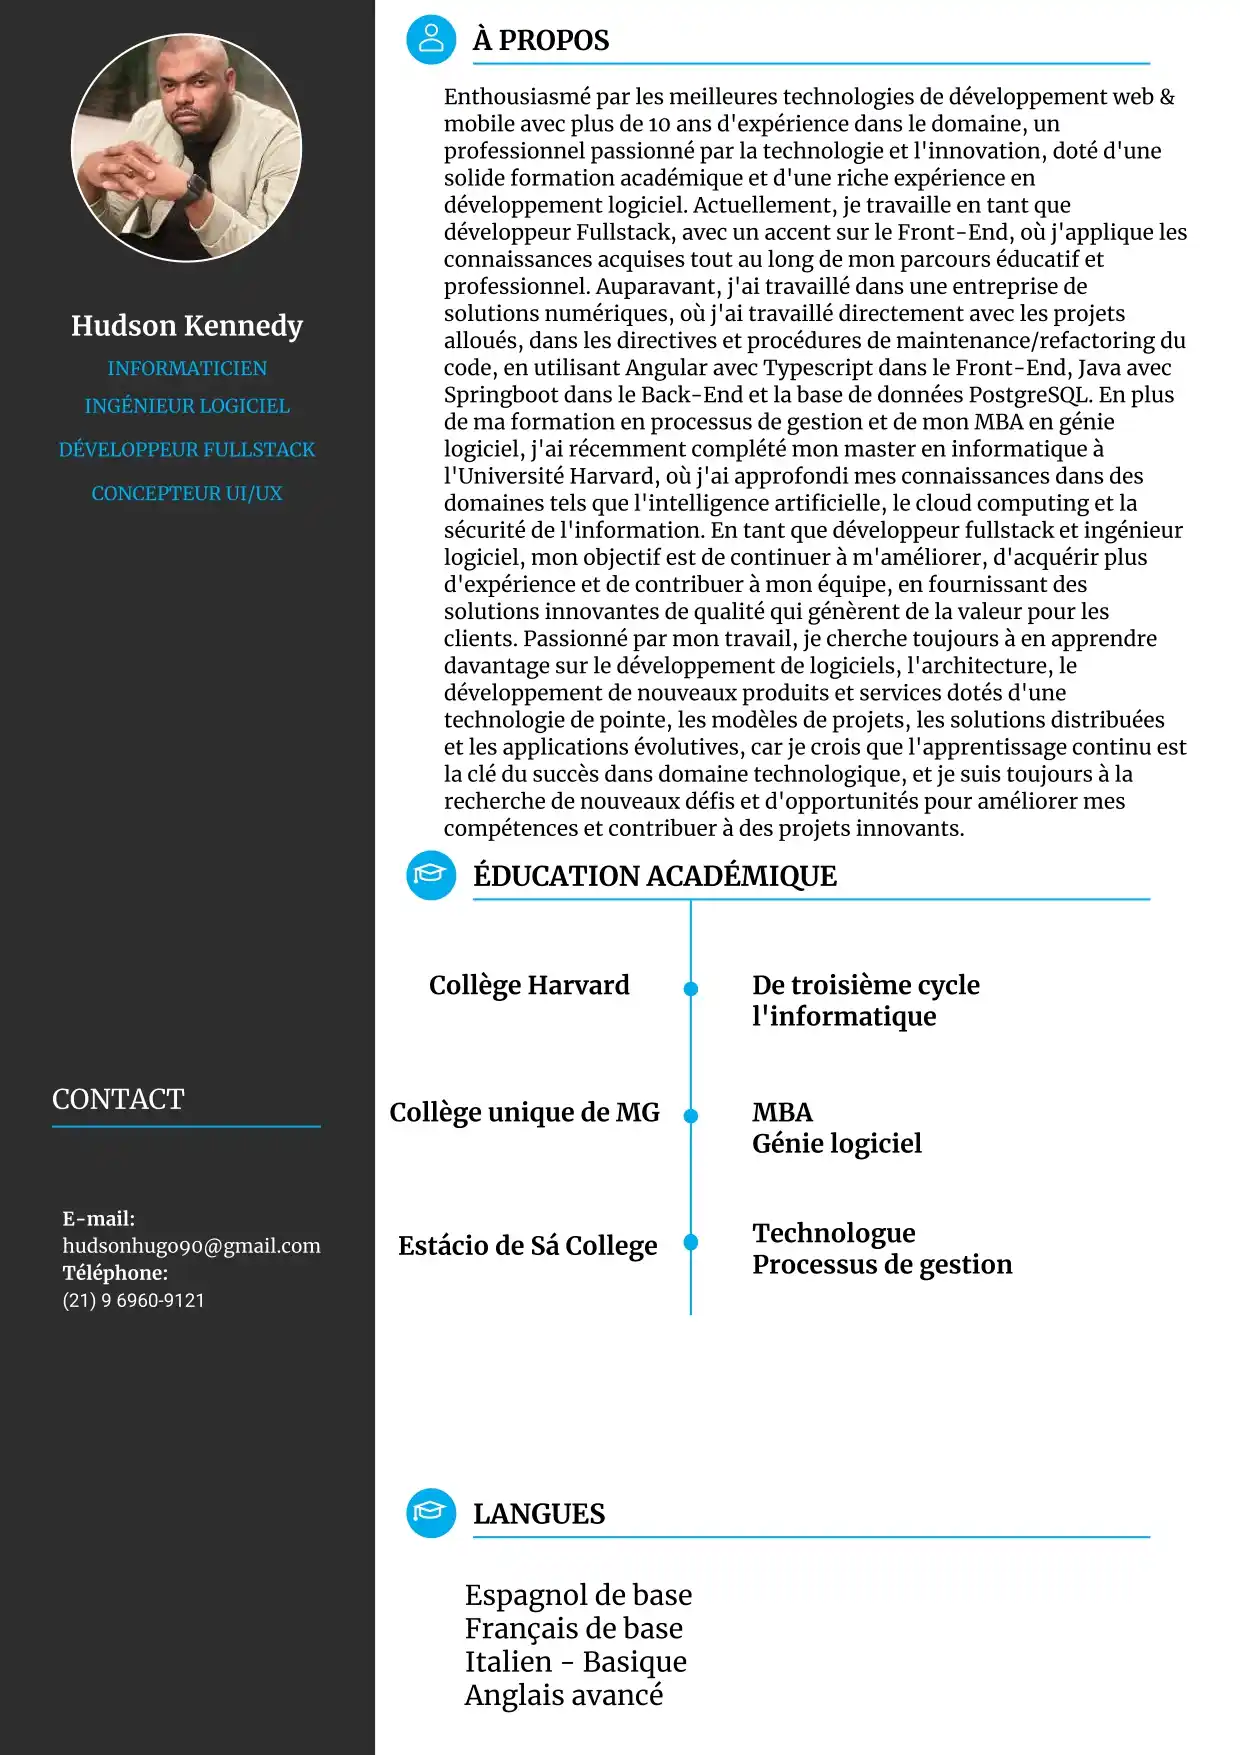 Hudson Kennedy
INFORMATICIEN
INGÉNIEUR LOGICIEL
DÉVELOPPEUR FULLSTACK
CONCEPTEUR UI/UX
CONTACT
E-mail:
hudsonhugo90@gmail.com
Téléphone:
(21) 9 6960-9121
À PROPOS
Enthousiasmé par les meilleures technologies de développement web &
mobile avec plus de 10 ans d'expérience dans le domaine, un
professionnel passionné par la technologie et l'innovation, doté d'une
solide formation académique et d'une riche expérience en
développement logiciel. Actuellement, je travaille en tant que
développeur Fullstack, avec un accent sur le Front-End, où j'applique les
connaissances acquises tout au long de mon parcours éducatif et
professionnel. Auparavant, j'ai travaillé dans une entreprise de
solutions numériques, où j'ai travaillé directement avec les projets
alloués, dans les directives et procédures de maintenance/refactoring du
code, en utilisant Angular avec Typescript dans le Front-End, Java avec
Springboot dans le Back-End et la base de données PostgreSQL. En plus
de ma formation en processus de gestion et de mon MBA en génie
logiciel, j'ai récemment complété mon master en informatique à
l'Université Harvard, où j'ai approfondi mes connaissances dans des
domaines tels que l'intelligence artificielle, le cloud computing et la
sécurité de l'information. En tant que développeur fullstack et ingénieur
logiciel, mon objectif est de continuer à m'améliorer, d'acquérir plus
d'expérience et de contribuer à mon équipe, en fournissant des
solutions innovantes de qualité qui génèrent de la valeur pour les
clients. Passionné par mon travail, je cherche toujours à en apprendre
davantage sur le développement de logiciels, l'architecture, le
développement de nouveaux produits et services dotés d'une
technologie de pointe, les modèles de projets, les solutions distribuées
et les applications évolutives, car je crois que l'apprentissage continu est
la clé du succès dans domaine technologique, et je suis toujours à la
recherche de nouveaux défis et d'opportunités pour améliorer mes
compétences et contribuer à des projets innovants.
ÉDUCATION ACADÉMIQUE
Collège Harvard
De troisième cycle
l'informatique
Collège unique de MG
MBA
Génie logiciel
Estácio de Sá College
Technologue
Processus de gestion
LANGUES
Espagnol de base
Français de base
Italien - Basique
Anglais avancé